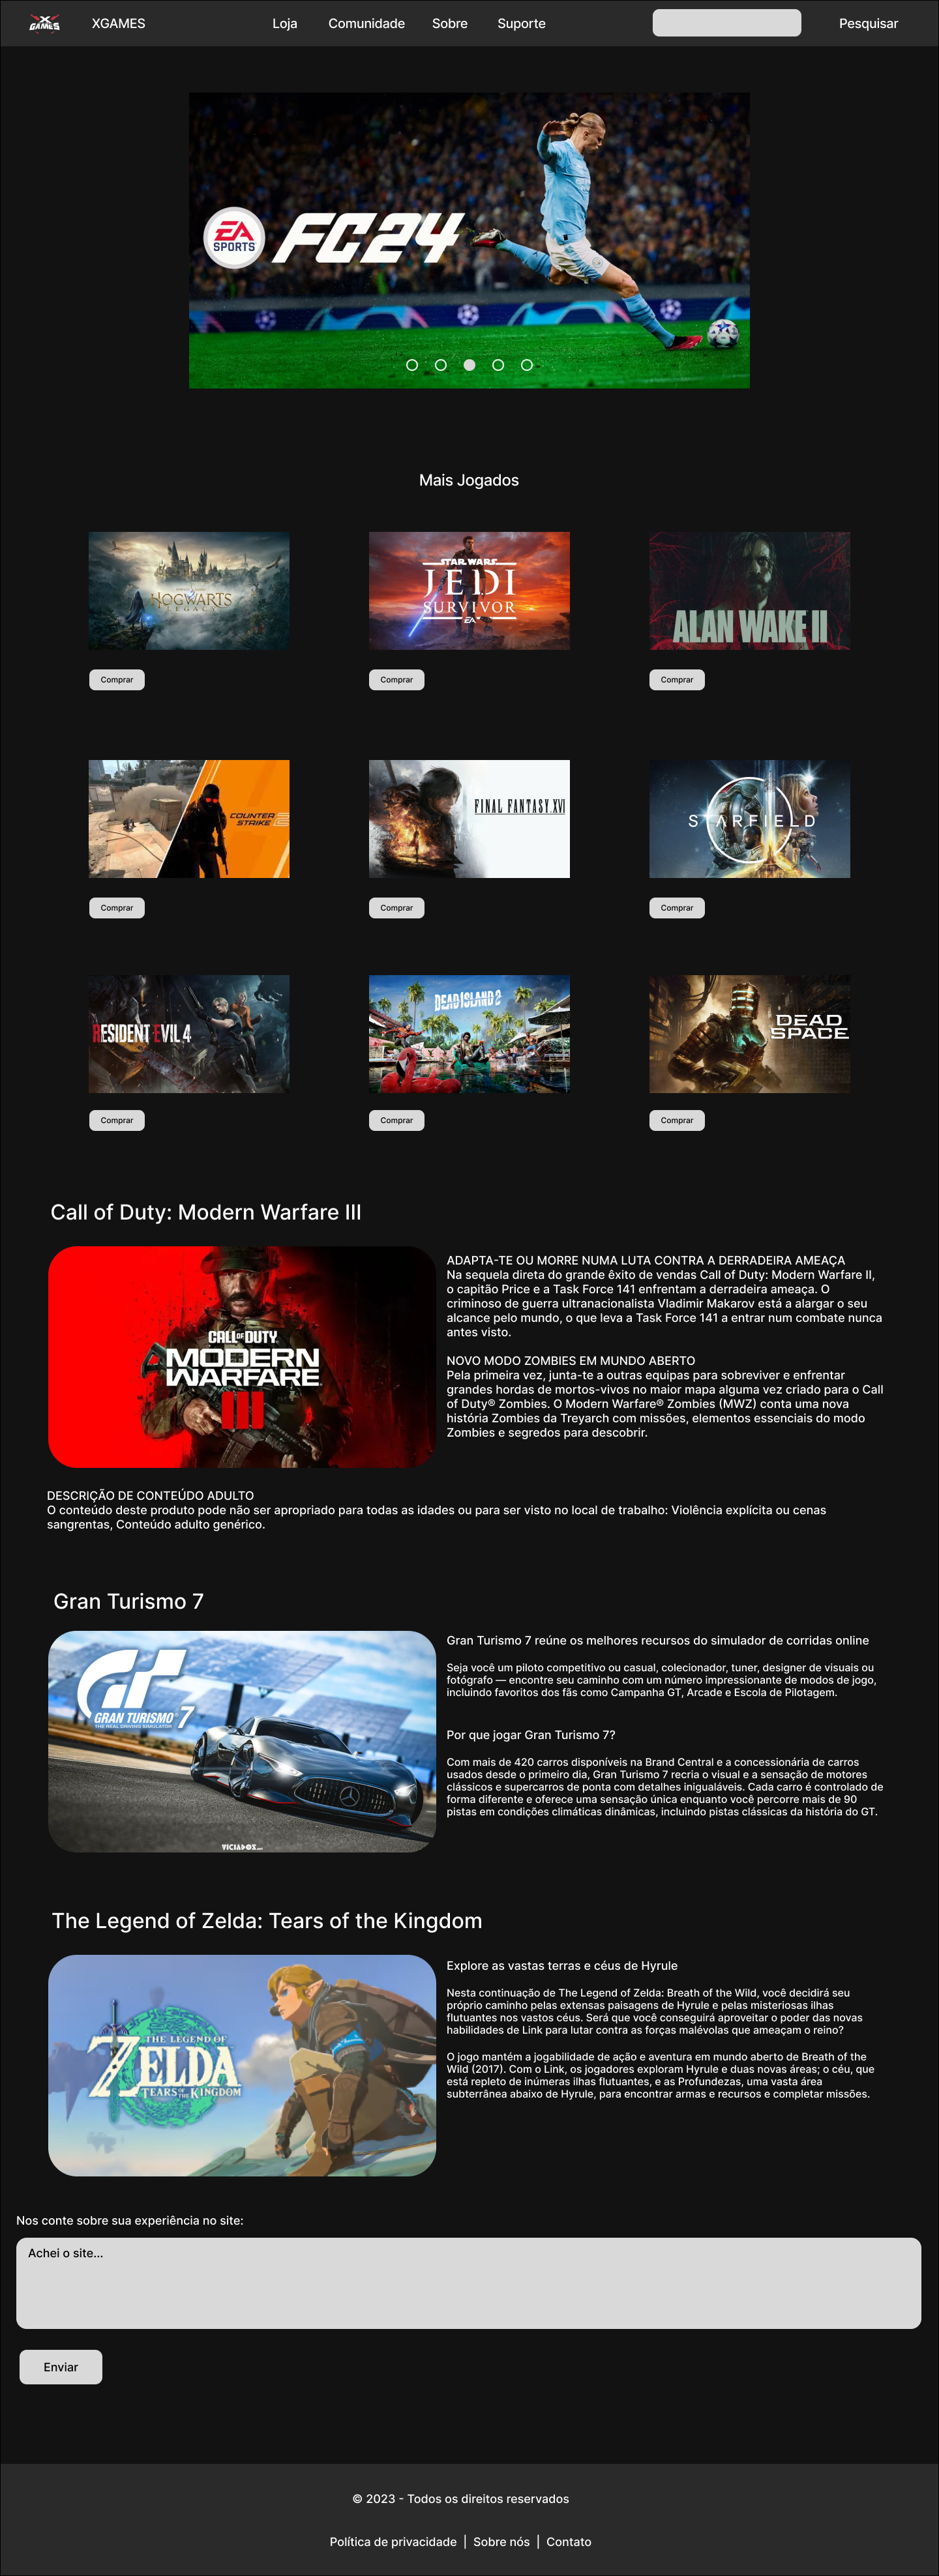 X
GAMES
XGAMES
Loja
Comunidade
Sobre
Suporte
Pesquisar
EA
SPORTS
FC24
Mais Jogados
HOGWARTS
LEGACY
STAR WARS
JEDI
SURVIVOR
EA
ALAN WAKE II
Comprar
Comprar
Comprar
COUNTER
STRIKE 2
FINAL FANTASY XVI
STARFIELD
Comprar
Comprar
Comprar
RESIDENT EVIL 4
DEAD ISLAND 2
DEAD
SPACE
Comprar
Comprar
Comprar
Call of Duty: Modern Warfare III
CALL OF DUTY
MODERN
WARFARE
III
ADAPTA-TE OU MORRE NUMA LUTA CONTRA A DERRADEIRA AMEAÇA
Na sequela direta do grande êxito de vendas Call of Duty: Modern Warfare II,
o capitão Price e a Task Force 141 enfrentam a derradeira ameaça. O
criminoso de guerra ultranacionalista Vladimir Makarov está a alargar o seu
alcance pelo mundo, o que leva a Task Force 141 a entrar num combate nunca
antes visto.
NOVO MODO ZOMBIES EM MUNDO ABERTO
Pela primeira vez, junta-te a outras equipas para sobreviver e enfrentar
grandes hordas de mortos-vivos no maior mapa alguma vez criado para o Call
of Duty® Zombies. O Modern Warfare® Zombies (MWZ) conta uma nova
história Zombies da Treyarch com missões, elementos essenciais do modo
Zombies e segredos para descobrir.
DESCRIÇÃO DE CONTEÚDO ADULTO
O conteúdo deste produto pode não ser apropriado para todas as idades ou para ser visto no local de trabalho: Violência explícita ou cenas
sangrentas, Conteúdo adulto genérico.
Gran Turismo 7
GT
GRAN TURISMO 7
THE REAL DRIVING SIMULATOR
VICIADOS.NET
Gran Turismo 7 reúne os melhores recursos do simulador de corridas online
Seja você um piloto competitivo ou casual, colecionador, tuner, designer de visuais ou
fotógrafo — encontre seu caminho com um número impressionante de modos de jogo,
incluindo favoritos dos fãs como Campanha GT, Arcade e Escola de Pilotagem.
Por que jogar Gran Turismo 7?
Com mais de 420 carros disponíveis na Brand Central e a concessionária de carros
usados desde o primeiro dia, Gran Turismo 7 recria o visual e a sensação de motores
clássicos e supercarros de ponta com detalhes inigualáveis. Cada carro é controlado de
forma diferente e oferece uma sensação única enquanto você percorre mais de 90
pistas em condições climáticas dinâmicas, incluindo pistas clássicas da história do GT.
The Legend of Zelda: Tears of the Kingdom
THE LEGEND OF
ZELDA
TEARS OF THE KINGDOM
Explore as vastas terras e céus de Hyrule
Nesta continuação de The Legend of Zelda: Breath of the Wild, você decidirá seu
próprio caminho pelas extensas paisagens de Hyrule e pelas misteriosas ilhas
flutuantes nos vastos céus. Será que você conseguirá aproveitar o poder das novas
habilidades de Link para lutar contra as forças malévolas que ameaçam o reino?
O jogo mantém a jogabilidade de ação e aventura em mundo aberto de Breath of the
Wild (2017). Com o Link, os jogadores exploram Hyrule e duas novas áreas; o céu, que
está repleto de inúmeras ilhas flutuantes, e as Profundezas, uma vasta área
subterrânea abaixo de Hyrule, para encontrar armas e recursos e completar missões.
Nos conte sobre sua experiência no site:
Achei o site...
Enviar
© 2023 - Todos os direitos reservados
Política de privacidade | Sobre nós | Contato